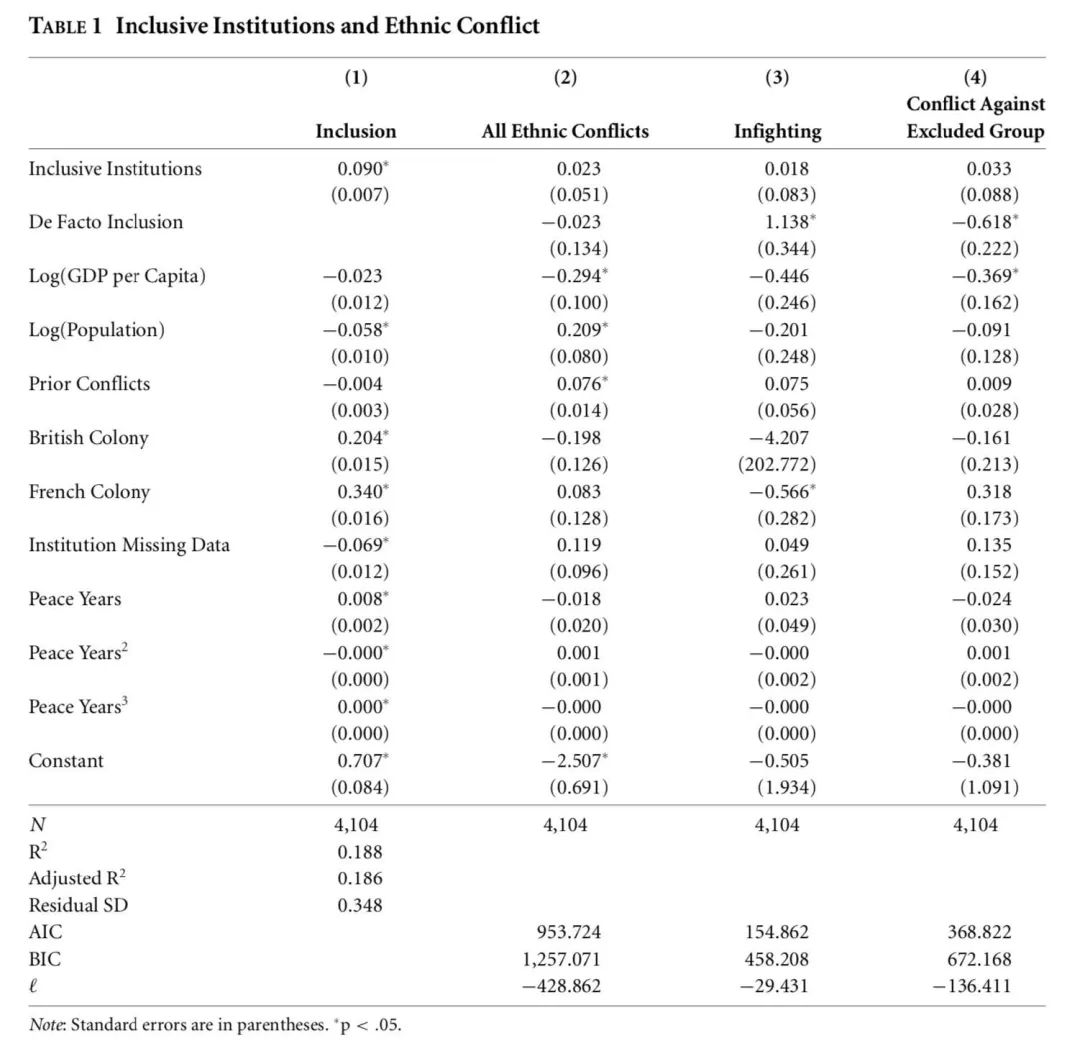 TABLE 1 Inclusive Institutions and Ethnic Conflict
(1) (2) (3) (4)
Conflict Against
Inclusion All Ethnic Conflicts Infighting Excluded Group
Inclusive Institutions 0.090* 0.023 0.018 0.033
(0.007) (0.051) (0.083) (0.088)
De Facto Inclusion −0.023 1.138* −0.618*
(0.134) (0.344) (0.222)
Log(GDP per Capita) −0.023 −0.294* −0.446 −0.369*
(0.012) (0.100) (0.246) (0.162)
Log(Population) −0.058* 0.209* −0.201 −0.091
(0.010) (0.080) (0.248) (0.128)
Prior Conflicts −0.004 0.076* 0.075 0.009
(0.003) (0.014) (0.056) (0.028)
British Colony 0.204* −0.198 −4.207 −0.161
(0.015) (0.126) (202.772) (0.213)
French Colony 0.340* 0.083 −0.566* 0.318
(0.016) (0.128) (0.282) (0.173)
Institution Missing Data −0.069* 0.119 0.049 0.135
(0.012) (0.096) (0.261) (0.152)
Peace Years 0.008* −0.018 0.023 −0.024
(0.002) (0.020) (0.049) (0.030)
Peace Years² −0.000* 0.001 −0.000 0.001
(0.000) (0.001) (0.002) (0.002)
Peace Years³ 0.000* −0.000 −0.000 −0.000
(0.000) (0.000) (0.000) (0.000)
Constant 0.707* −2.507* −0.505 −0.381
(0.084) (0.691) (1.934) (1.091)
N 4,104 4,104 4,104 4,104
R² 0.188
Adjusted R² 0.186
Residual SD 0.348
AIC 953.724 154.862 368.822
BIC 1,257.071 458.208 672.168
ℓ −428.862 −29.431 −136.411
Note: Standard errors are in parentheses. *p < .05.